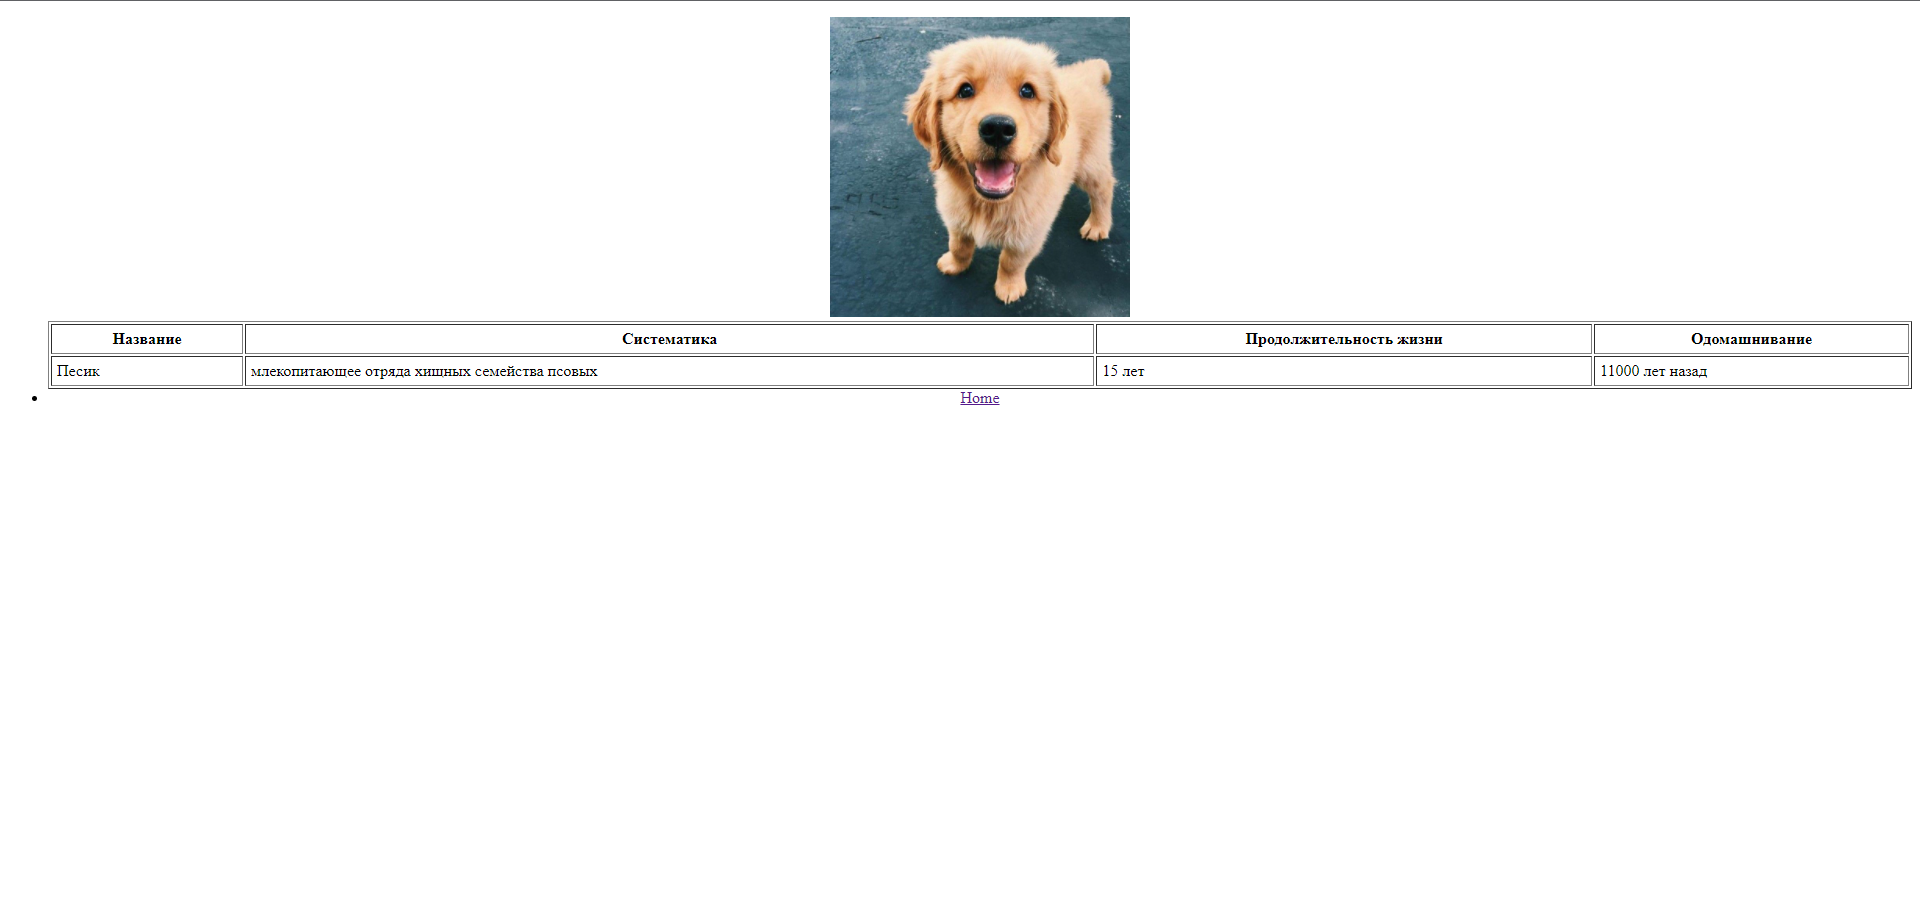 Название Систематика Продолжительность жизни Одомашнивание
Песик млекопитающее отряда хищных семейства псовых 15 лет 11000 лет назад
Home